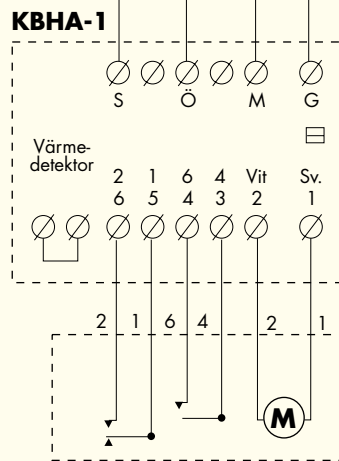 KBHA-1
S Ö M G
Värme-
detektor
2 1 6 4 Vit Sv.
6 5 4 3 2 1
2 1 6 4 2 1
M